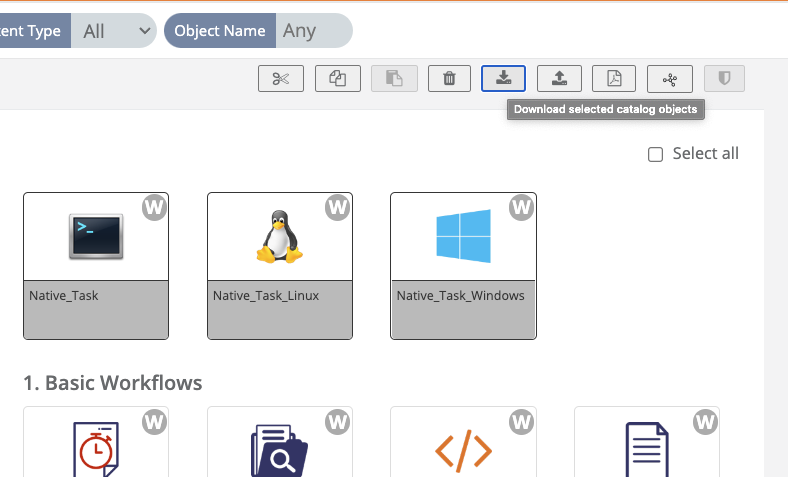 ent Type All Object Name Any
Download selected catalog objects
Select all
W W W
>_
Native_Task Native_Task_Linux Native_Task_Windows
1. Basic Workflows
W W W W
</>